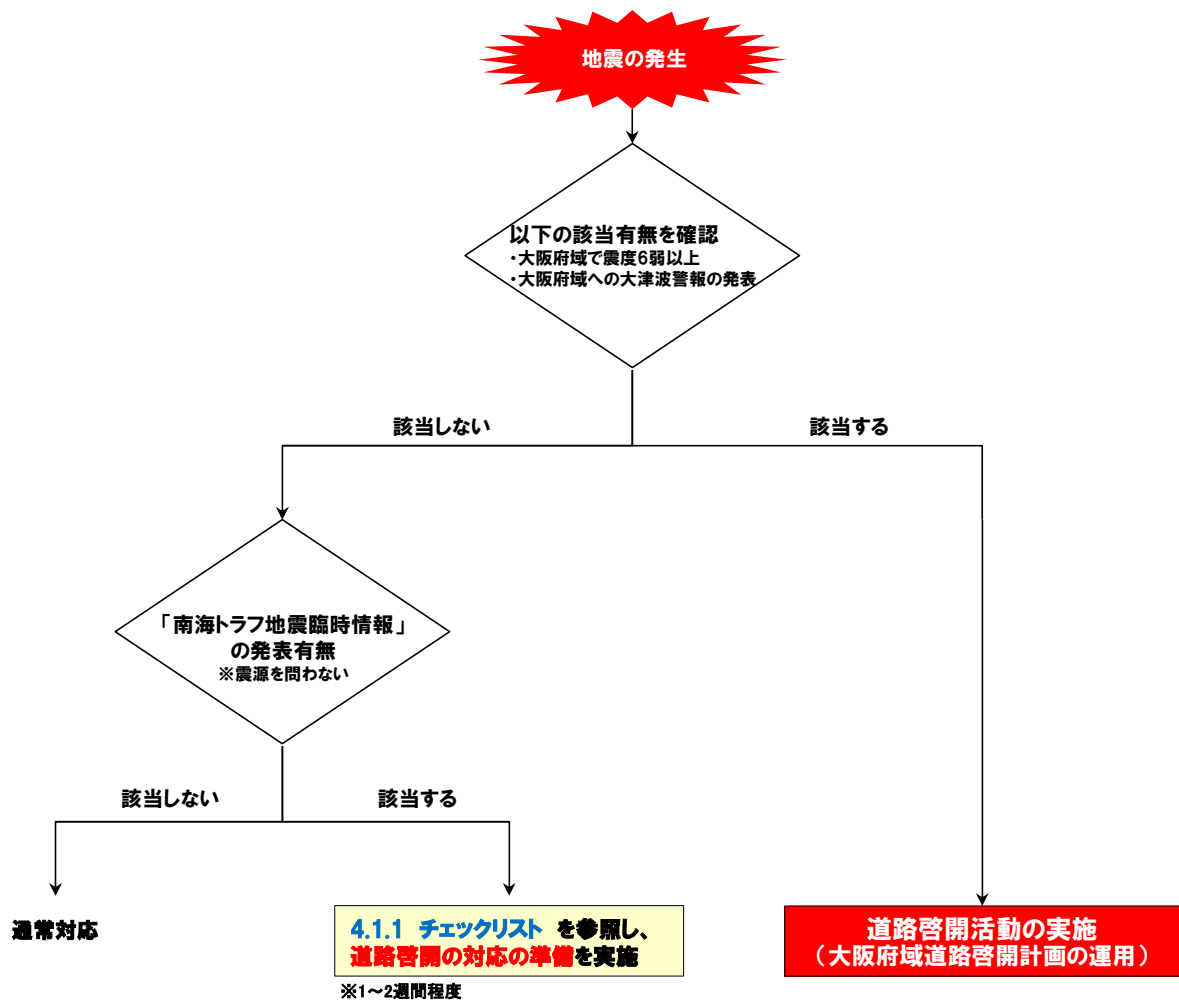 地震の発生
以下の該当有無を確認
・大阪府域で震度6弱以上
・大阪府域への大津波警報の発表
該当しない
該当する
「南海トラフ地震臨時情報」
の発表有無
※震源を問わない
該当しない
該当する
通常対応
4.1.1 チェックリスト を参照し、
道路啓開の対応の準備を実施
※1~2週間程度
道路啓開活動の実施
(大阪府域道路啓開計画の運用)